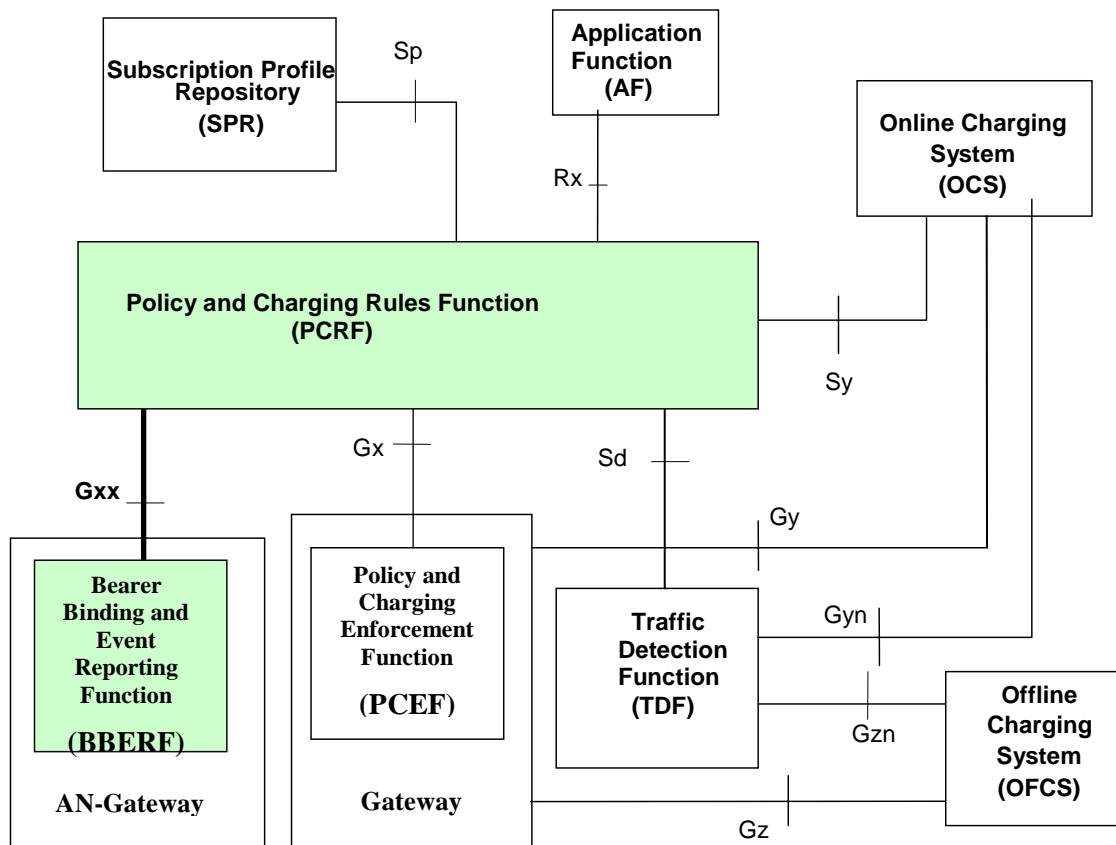 Subscription Profile
Repository
(SPR)
Sp
Application
Function
(AF)
Rx
Online Charging
System
(OCS)
Policy and Charging Rules Function
(PCRF)
Sy
Gxx
Gx
Sd
Gy
Bearer
Binding and
Event
Reporting
Function
(BBERF)
AN-Gateway
Policy and
Charging
Enforcement
Function
(PCEF)
Gateway
Traffic
Detection
Function
(TDF)
Gyn
Gzn
Gz
Offline
Charging
System
(OFCS)